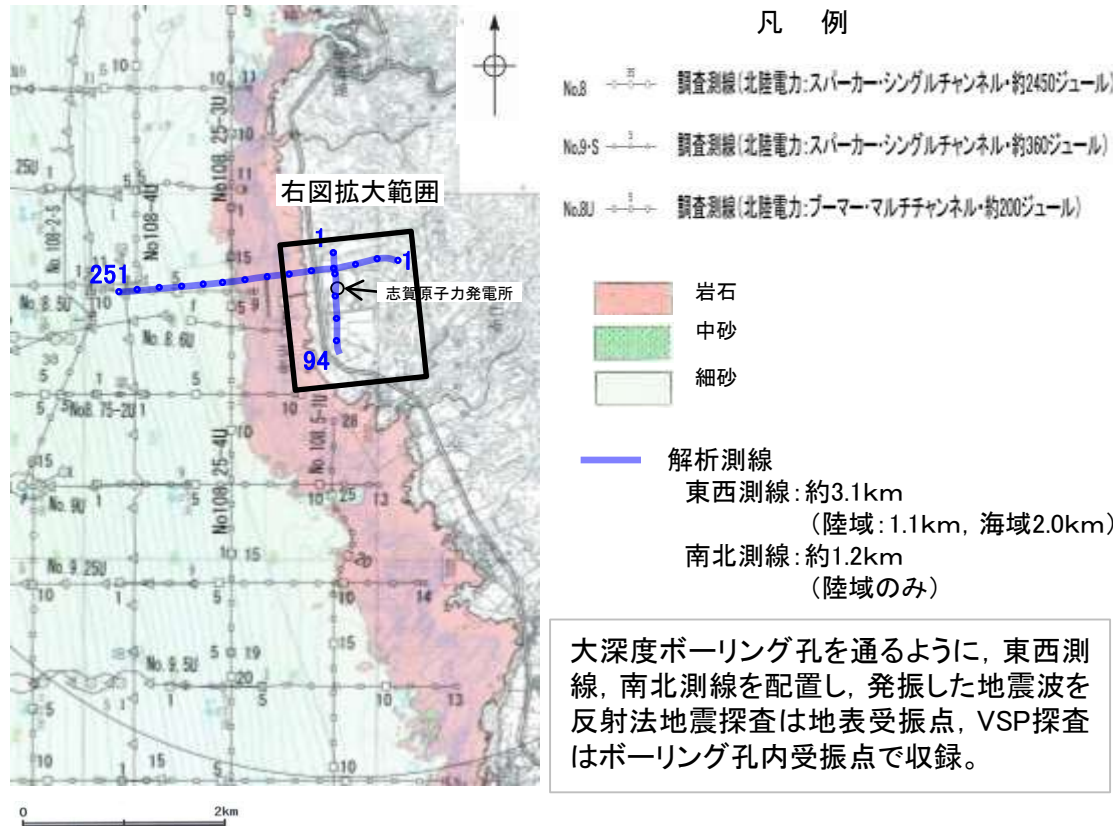 凡 例
No.8 調査測線(北陸電力:スパーカー・シングルチャンネル・約2450ジュール)
No.9・S 調査測線(北陸電力:スパーカー・シングルチャンネル・約360ジュール)
No.8U 調査測線(北陸電力:ブーマー・マルチチャンネル・約200ジュール)
岩石
中砂
細砂
解析測線
東西測線:約3.1km
(陸域:1.1km, 海域2.0km)
南北測線:約1.2km
(陸域のみ)
大深度ボーリング孔を通るように, 東西測
線, 南北測線を配置し, 発振した地震波を
反射法地震探査は地表受振点, VSP探査
はボーリング孔内受振点で収録。
右図拡大範囲
251
1
1
94
志賀原子力発電所
No108.25-3U
No108-4U
No.108-2-S
25U
No.8.5U
No.8.6U
No8.75-2U
No108.25-4U
No.108.5-1U
No.9U
No.9.25U
No.9.5U
0 2km